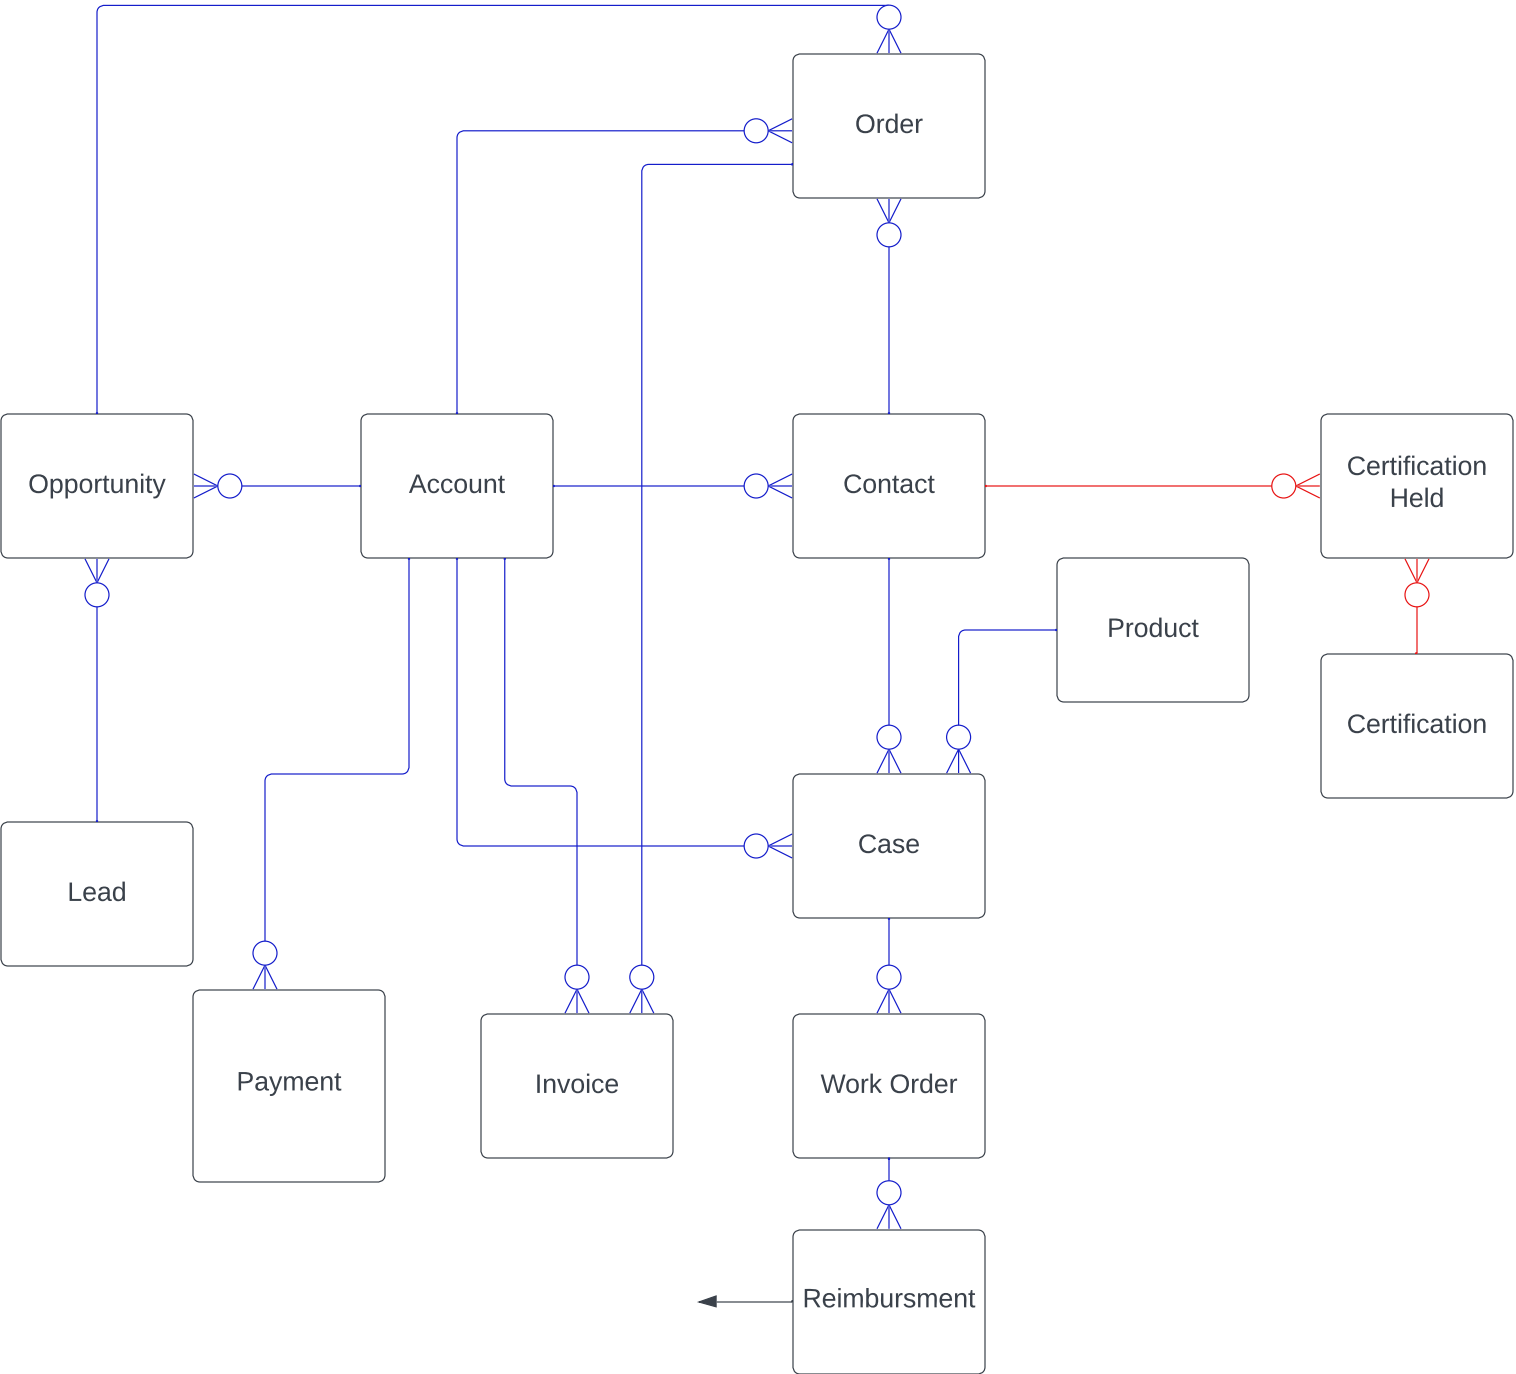 Order
Opportunity
Account
Contact
Certification
Held
Product
Certification
Case
Lead
Payment
Invoice
Work Order
Reimbursment